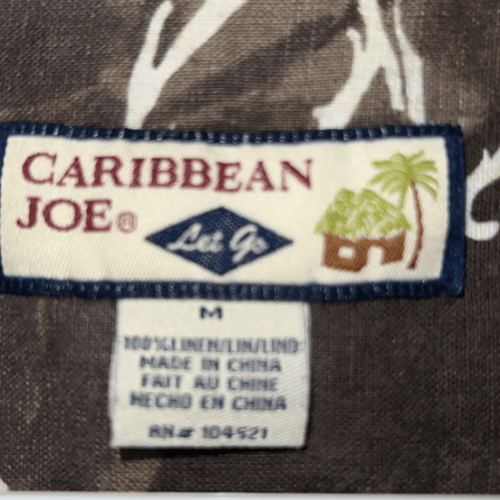 CARIBBEAN
JOE®
Let Go
M
100%LINEN/LIN/LINO
MADE IN CHINA
FAIT AU CHINE
HECHO EN CHINA
RN# 104521